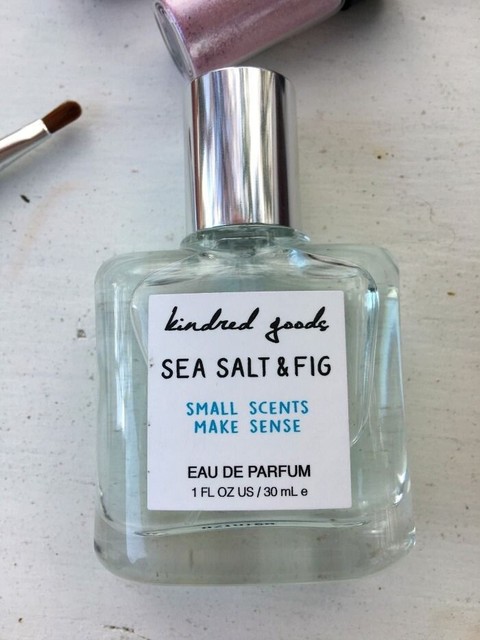 kindred goods
SEA SALT & FIG
SMALL SCENTS
MAKE SENSE
EAU DE PARFUM
1 FL OZ US / 30 mL e